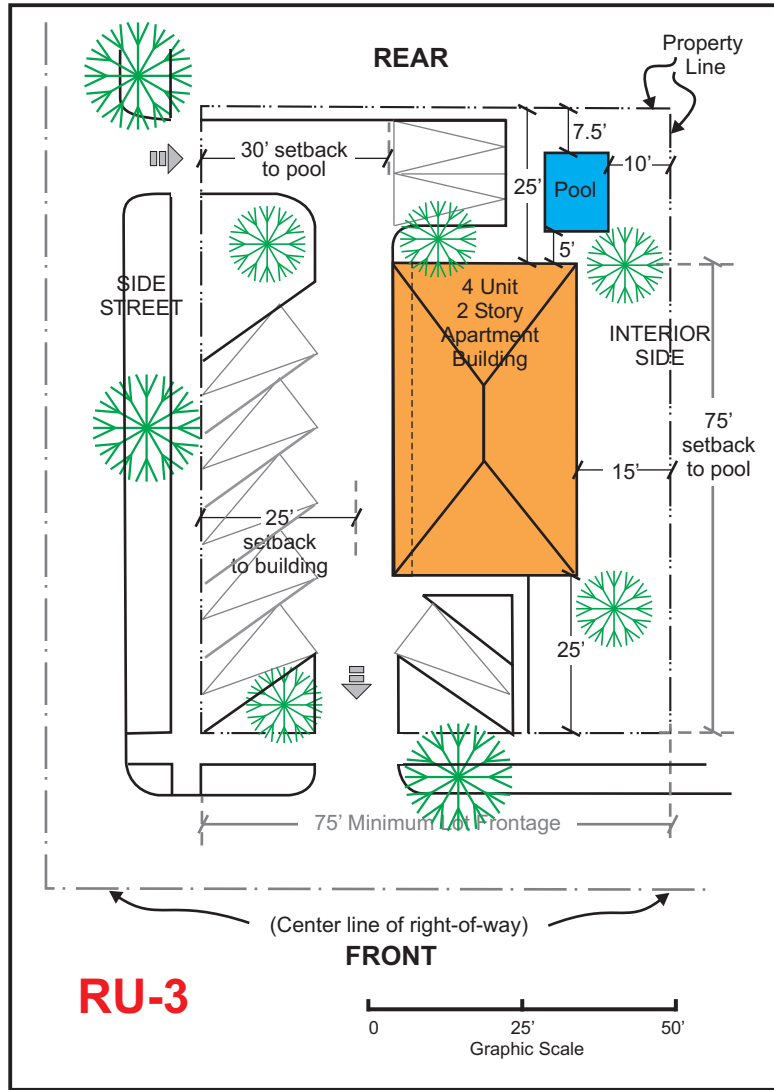 REAR
Property
Line
7.5’
30’ setback
to pool
10’
25’
Pool
5’
SIDE
STREET
4 Unit
2 Story
Apartment
Building
INTERIOR
SIDE
75’
setback
to pool
15’
25’
setback
to building
25’
75’ Minimum Lot Frontage
(Center line of right-of-way)
FRONT
RU-3
0 25’ 50’
Graphic Scale